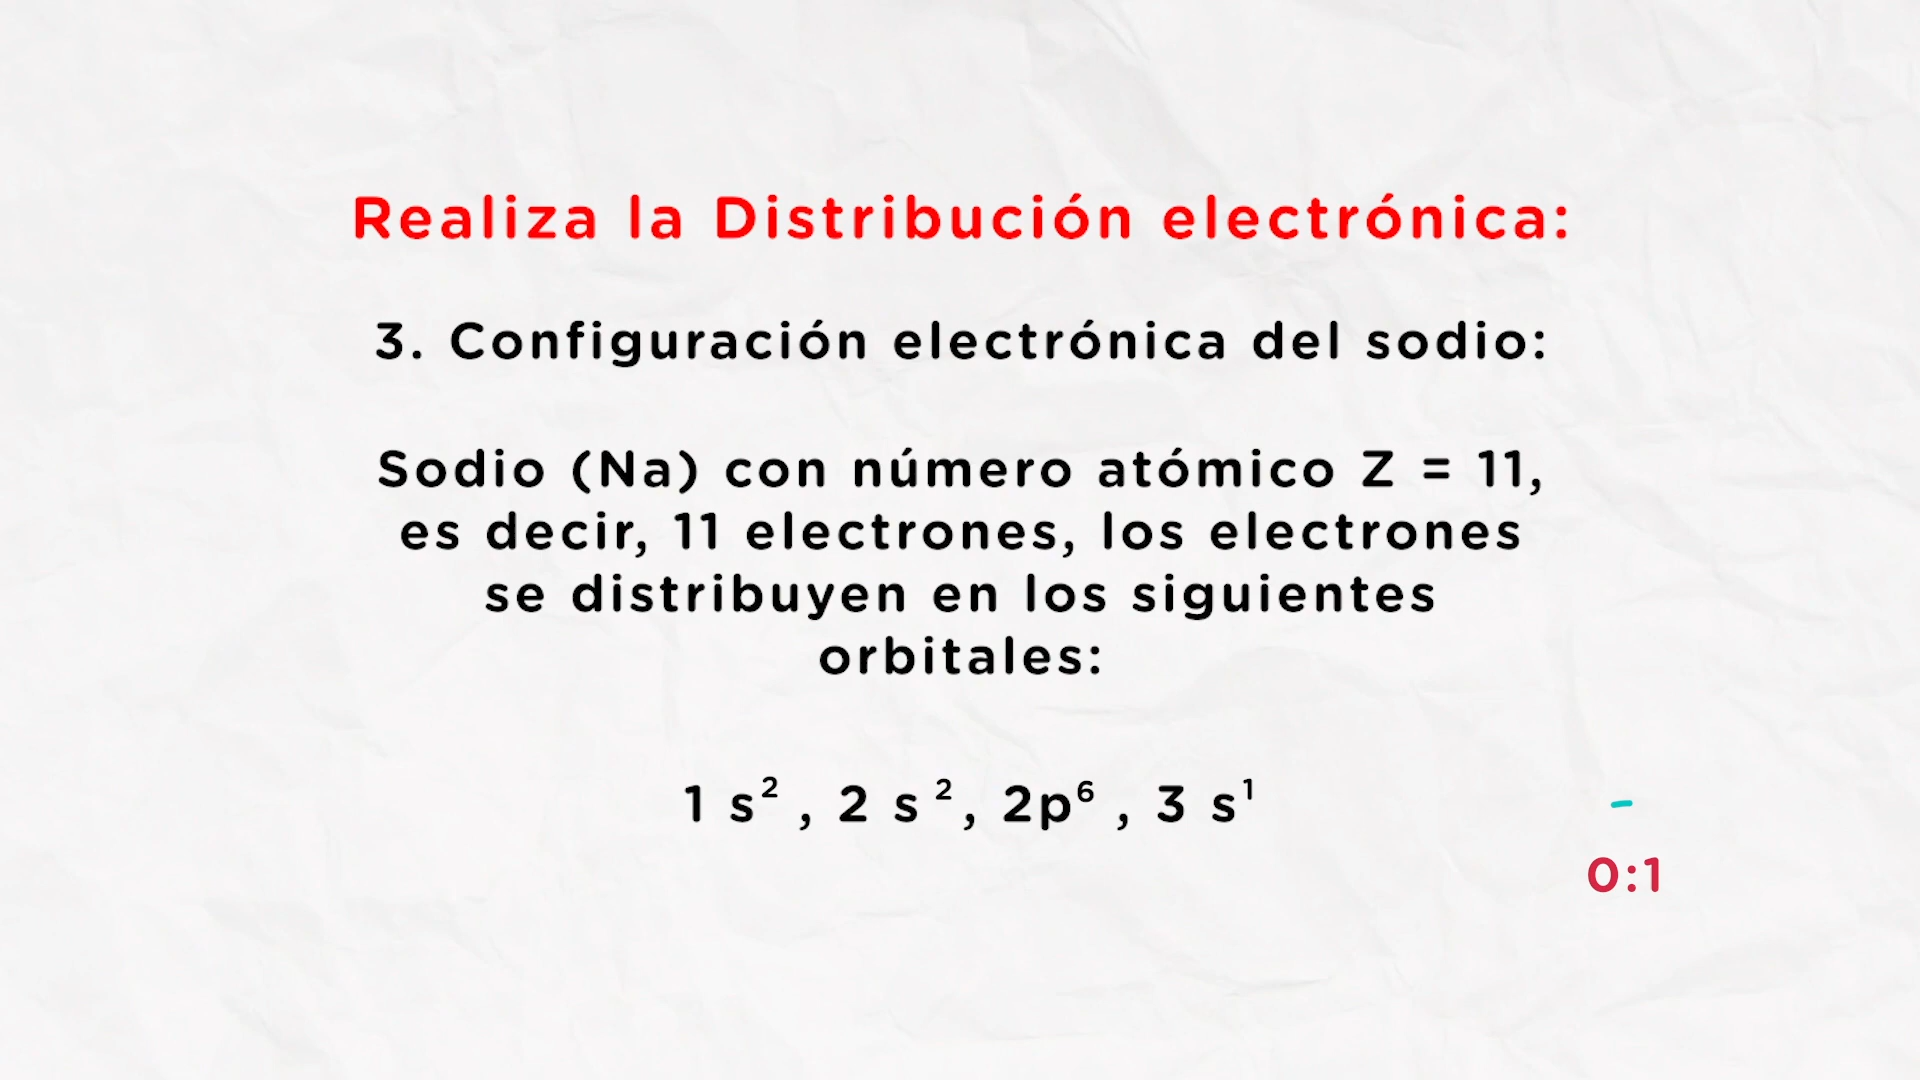 Realiza la Distribución electrónica:
3. Configuración electrónica del sodio:
Sodio (Na) con número atómico Z = 11,
es decir, 11 electrones, los electrones
se distribuyen en los siguientes
orbitales:
1 s² , 2 s ², 2p⁶ , 3 s¹
0:1